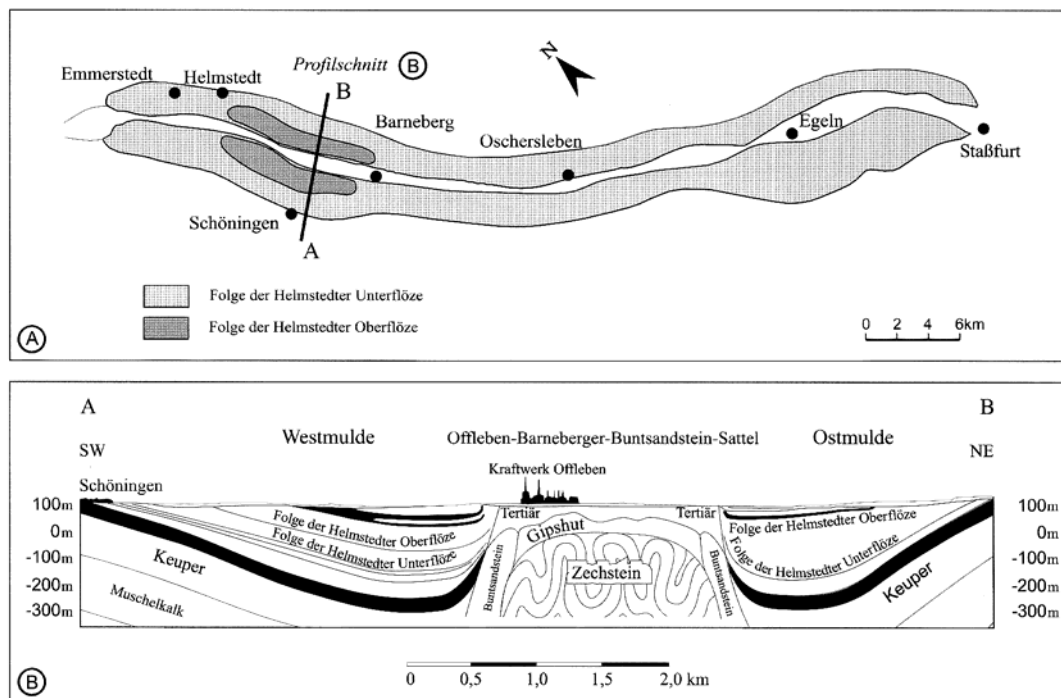 Emmerstedt
Helmstedt
Profilschnitt B
B
N
Barneberg
Oschersleben
Egeln
Staßfurt
Schöningen
A
Folge der Helmstedter Unterflöze
Folge der Helmstedter Oberflöze
0 2 4 6km
A
A
B
SW
Westmulde
Offleben-Barneberger-Buntsandstein-Sattel
Ostmulde
NE
Kraftwerk Offleben
Schöningen
100m
0m
-100m
-200m
-300m
Folge der Helmstedter Oberflöze
Folge der Helmstedter Unterflöze
Keuper
Muschelkalk
Buntsandstein
Tertiär
Gipshut
Zechstein
Tertiär
Buntsandstein
Folge der Helmstedter Oberflöze
Folge der Helmstedter Unterflöze
Keuper
100m
0m
-100m
-200m
-300m
0 0,5 1,0 1,5 2,0 km
B